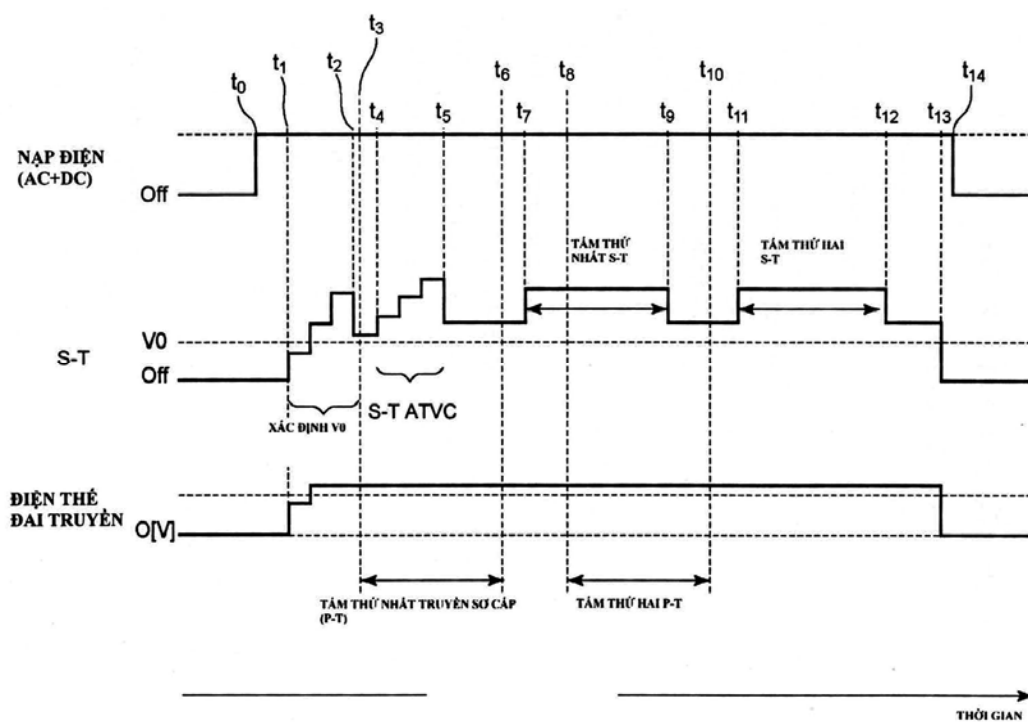 t3
t1
t2
t6
t8
t10
t14
t0
t4
t5
t7
t9
t11
t12
t13
NẠP ĐIỆN
(AC+DC)
Off
TẤM THỨ
NHẤT S-T
TẤM THỨ HAI
S-T
V0
S-T
Off
S-T ATVC
XÁC ĐỊNH V0
ĐIỆN THẾ
ĐAI TRUYỀN
O[V]
TẤM THỨ NHẤT TRUYỀN SƠ CẤP
(P-T)
TẤM THỨ HAI P-T
THỜI GIAN